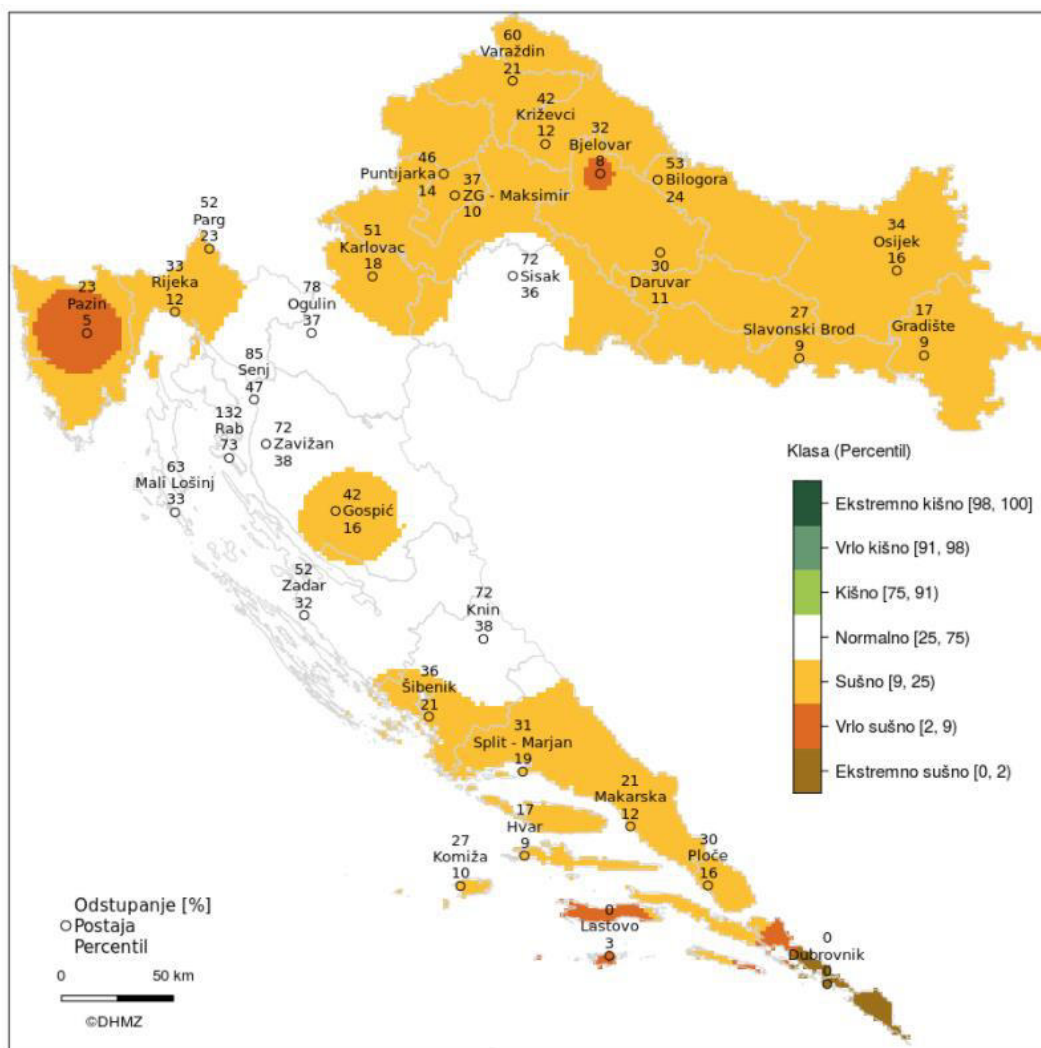 60
Varaždin
21
42
Križevci
12
32
Bjelovar
8
46
Puntijarka
14
37
ZG - Maksimir
10
53
Bilogora
24
52
Parg
23
51
Karlovac
18
72
Sisak
36
34
Osijek
16
30
Daruvar
11
23
Pazin
5
33
Rijeka
12
78
Ogulin
37
27
Slavonski Brod
9
17
Gradište
9
85
Senj
47
132
Rab
73
72
Zavižan
38
63
Mali Lošinj
33
42
Gospić
16
52
Zadar
32
72
Knin
38
36
Šibenik
21
31
Split - Marjan
19
21
Makarska
12
17
Hvar
9
27
Komiža
10
30
Ploče
16
0
Lastovo
3
0
Dubrovnik
0
Klasa (Percentil)
Ekstremno kišno [98, 100]
Vrlo kišno [91, 98)
Kišno [75, 91)
Normalno [25, 75)
Sušno [9, 25)
Vrlo sušno [2, 9)
Ekstremno sušno [0, 2)
Odstupanje [%]
Postaja
Percentil
0 50 km
©DHMZ